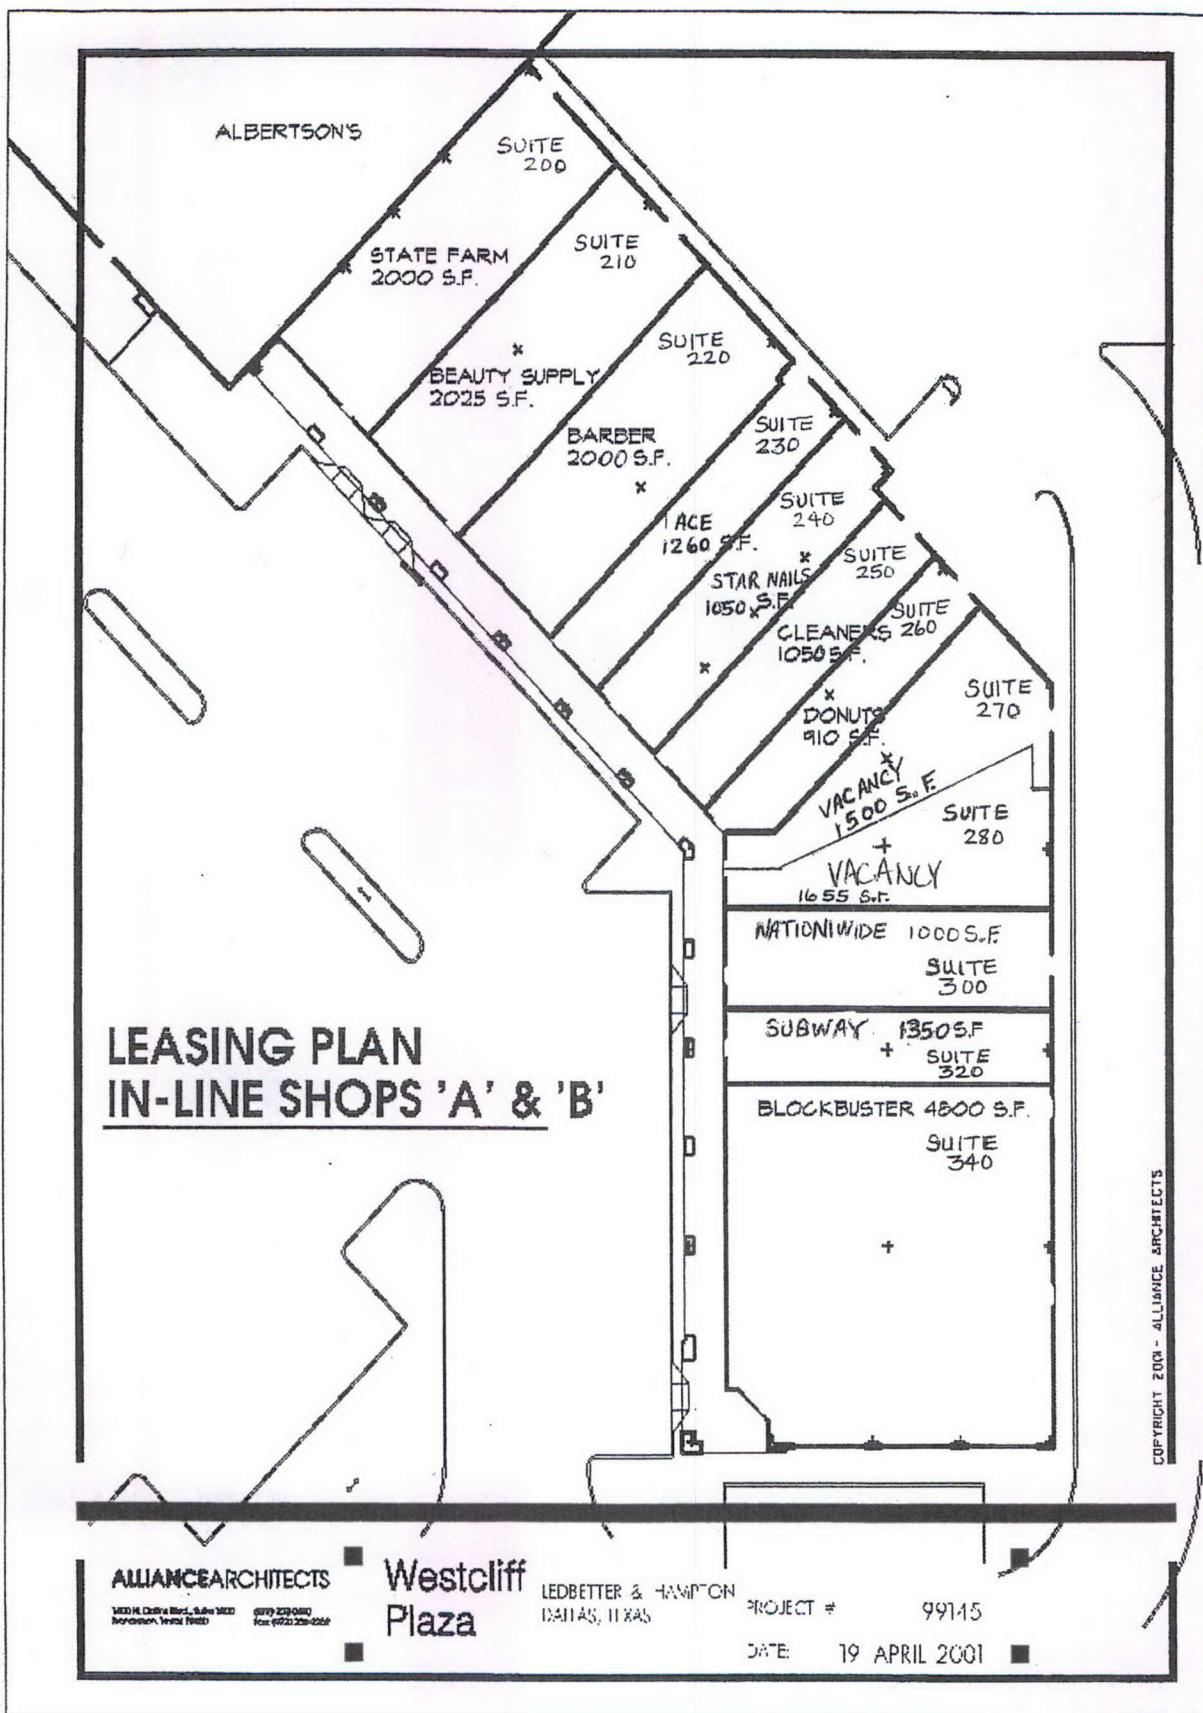 ALBERTSON'S
SUITE
200
STATE FARM
2000 S.F.
SUITE
210
BEAUTY SUPPLY
2025 S.F.
SUITE
220
BARBER
2000 S.F.
SUITE
230
ACE
1260 S.F.
SUITE
240
STAR NAILS
1050 S.F.
SUITE
250
CLEANERS
1050 S.F.
SUITE
260
DONUTS
910 S.F.
SUITE
270
VACANCY
1500 S.F.
SUITE
280
VACANCY
1655 S.F.
NATIONIWIDE 1000 S.F.
SUITE
300
SUBWAY 1350 S.F
SUITE
320
BLOCKBUSTER 4800 S.F.
SUITE
340
LEASING PLAN
IN-LINE SHOPS 'A' & 'B'
COPYRIGHT 2001 - ALLIANCE ARCHITECTS
ALLIANCEARCHITECTS
Westcliff
Plaza
LEDBETTER & HAMPTON
DALLAS, TEXAS
PROJECT # 99145
DATE: 19 APRIL 2001